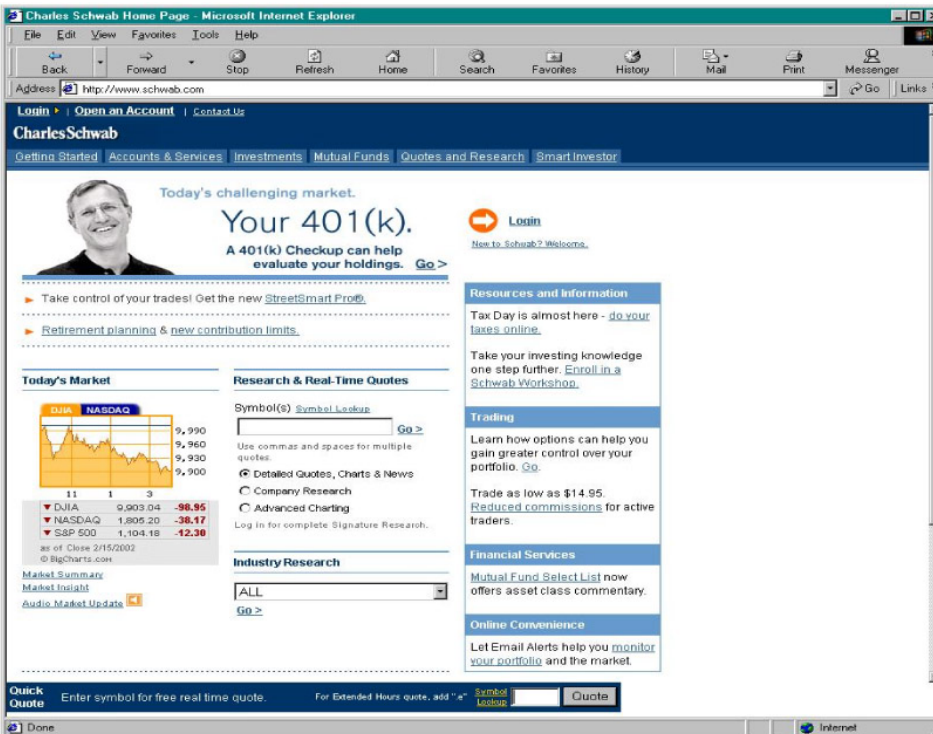 Charles Schwab Home Page - Microsoft Internet Explorer
File Edit View Favorites Tools Help
Back Forward Stop Refresh Home Search Favorites History Mail Print Messenger
Address http://www.schwab.com Go Links
Login | Open an Account | Contact Us
CharlesSchwab
Getting Started Accounts & Services Investments Mutual Funds Quotes and Research Smart Investor
Today's challenging market.
Your 401(k).
A 401(k) Checkup can help
evaluate your holdings. Go >
Login
New to Schwab? Welcome.
Take control of your trades! Get the new StreetSmart Pro®.
Retirement planning & new contribution limits.
Today's Market
DJIA NASDAQ
9,990
9,960
9,930
9,900
11 1 3
DJIA 9,903.04 -98.95
NASDAQ 1,805.20 -38.17
S&P 500 1,104.18 -12.30
as of Close 2/15/2002
© BigCharts.com
Market Summary
Market Insight
Audio Market Update
Research & Real-Time Quotes
Symbol(s) Symbol Lookup
Go >
Use commas and spaces for multiple
quotes.
Detailed Quotes, Charts & News
Company Research
Advanced Charting
Log in for complete Signature Research.
Industry Research
ALL
Go >
Resources and Information
Tax Day is almost here - do your
taxes online.
Take your investing knowledge
one step further. Enroll in a
Schwab Workshop.
Trading
Learn how options can help you
gain greater control over your
portfolio. Go.
Trade as low as $14.95.
Reduced commissions for active
traders.
Financial Services
Mutual Fund Select List now
offers asset class commentary.
Online Convenience
Let Email Alerts help you monitor
your portfolio and the market.
Quick
Quote
Enter symbol for free real time quote. For Extended Hours quote, add ".e" Symbol
Lookup
Quote
Done Internet